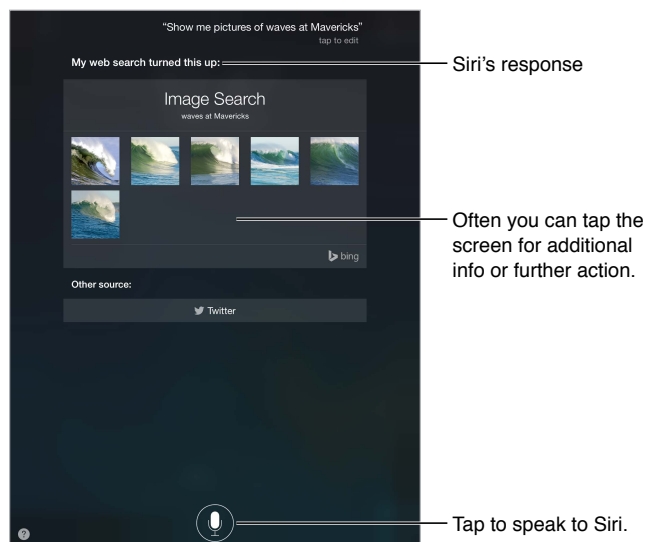 “Show me pictures of waves at Mavericks”
tap to edit
My web search turned this up:
Siri’s response
Image Search
waves at Mavericks
Often you can tap the
screen for additional
info or further action.
bing
Other source:
Twitter
Tap to speak to Siri.
?